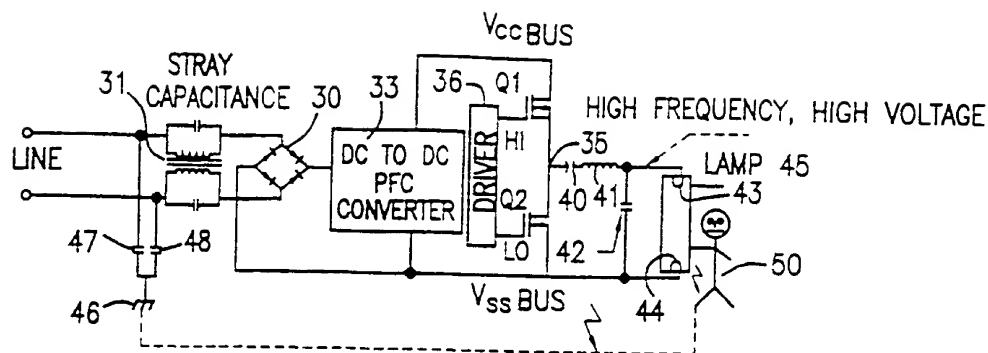 VCC BUS
STRAY
CAPACITANCE
31
30
33
36
Q1
HIGH FREQUENCY, HIGH VOLTAGE
LINE
DC TO DC
PFC
CONVERTER
DRIVER
HI
35
LAMP 45
40
41
43
Q2
LO
42
47
48
50
VSS BUS
44
46